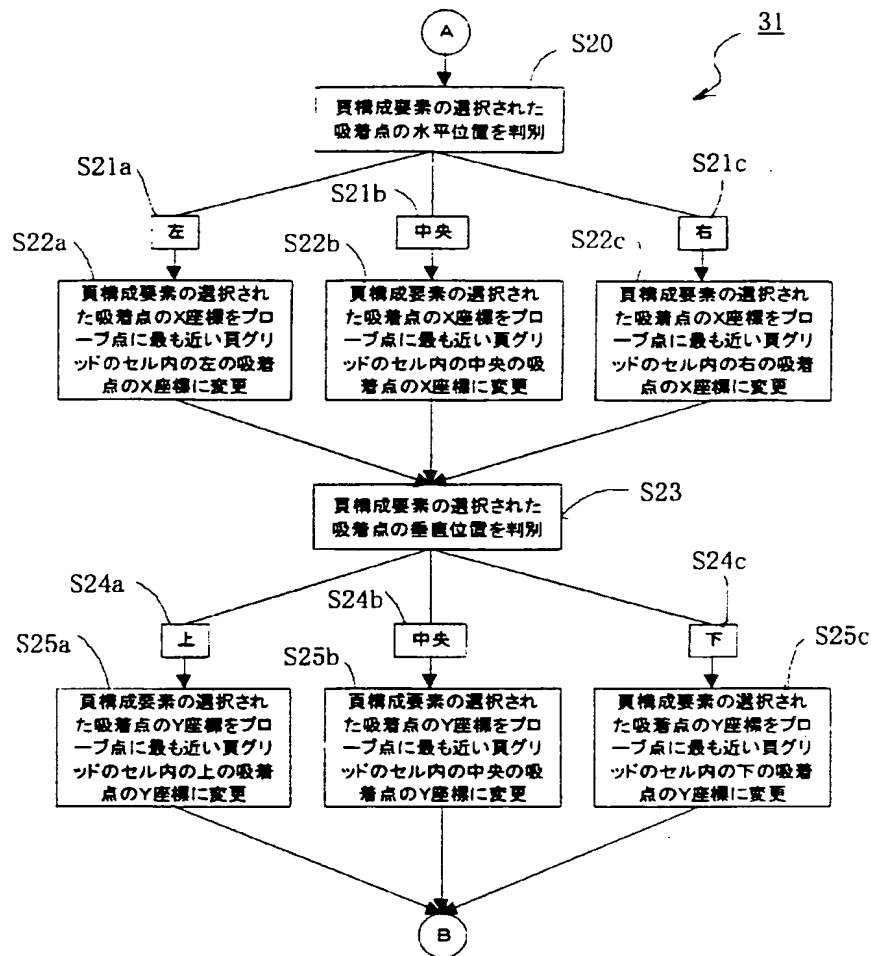 A
31
S20
頁構成要素の選択された
吸着点の水平位置を判別
S21a
S21b
S21c
左
中央
右
S22a
S22b
S22c
頁構成要素の選択され
た吸着点のX座標をプロ
ーブ点に最も近い頁グリ
ッドのセル内の左の吸着
点のX座標に変更
頁構成要素の選択され
た吸着点のX座標をプロ
ーブ点に最も近い頁グリ
ッドのセル内の中央の吸
着点のX座標に変更
頁構成要素の選択され
た吸着点のX座標をプロ
ーブ点に最も近い頁グリ
ッドのセル内の右の吸着
点のX座標に変更
頁構成要素の選択された
吸着点の垂直位置を判別
S23
S24a
S24b
S24c
上
中央
下
S25a
S25b
S25c
頁構成要素の選択され
た吸着点のY座標をプロ
ーブ点に最も近い頁グリ
ッドのセル内の上の吸着
点のY座標に変更
頁構成要素の選択され
た吸着点のY座標をプロ
ーブ点に最も近い頁グリ
ッドのセル内の中央の吸
着点のY座標に変更
頁構成要素の選択され
た吸着点のY座標をプロ
ーブ点に最も近い頁グリ
ッドのセル内の下の吸着
点のY座標に変更
B